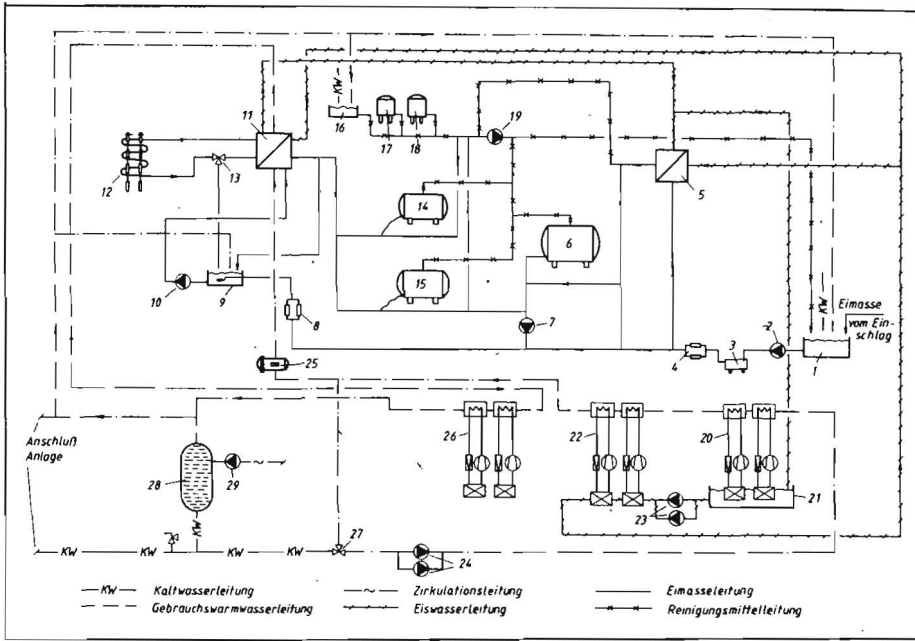 KW
11
16
17
18
19
12
13
14
5
6
15
10
9
8
7
KW
Eimasse
vom Ein-
schlag
2
4
3
1
25
26
22
20
Anschluß
Anlage
28
29
23
21
KW
27
KW
KW
KW
KW
24
KW Kaltwasserleitung
Zirkulationsleitung
Eimasseleitung
Gebrauchswarmwasserleitung
Eiswasserleitung
Reinigungsmittelleitung